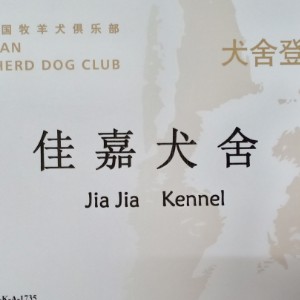 国牧羊犬俱乐部
AN
HERD DOG CLUB
犬舍登
佳嘉犬舍
Jia Jia Kennel
-K-A-1735